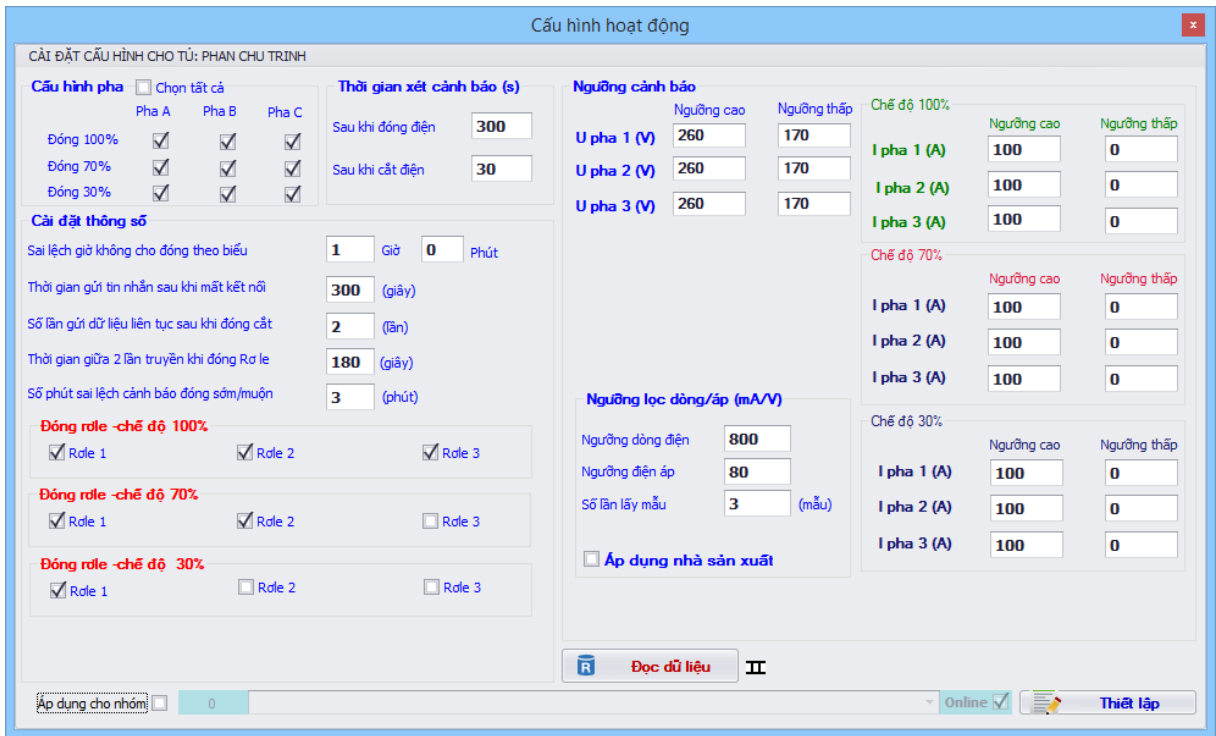 Cấu hình hoạt động
x
CÀI ĐẶT CẤU HÌNH CHO TỦ: PHAN CHU TRINH
Cấu hình pha Chọn tất cả
Pha A Pha B Pha C
Đóng 100%
Đóng 70%
Đóng 30%
Thời gian xét cảnh báo (s)
Sau khi đóng điện 300
Sau khi cắt điện 30
Cài đặt thông số
Sai lệch giờ không cho đóng theo biểu 1 Giờ 0 Phút
Thời gian gửi tin nhắn sau khi mất kết nối 300 (giây)
Số lần gửi dữ liệu liên tục sau khi đóng cắt 2 (lần)
Thời gian giữa 2 lần truyền khi đóng Rơ le 180 (giây)
Số phút sai lệch cảnh báo đóng sớm/muộn 3 (phút)
Đóng rơle -chế độ 100%
Rơle 1 Rơle 2 Rơle 3
Đóng rơle -chế độ 70%
Rơle 1 Rơle 2 Rơle 3
Đóng rơle -chế độ 30%
Rơle 1 Rơle 2 Rơle 3
Ngưỡng cảnh báo
Ngưỡng cao Ngưỡng thấp
U pha 1 (V) 260 170
U pha 2 (V) 260 170
U pha 3 (V) 260 170
Chế độ 100%
Ngưỡng cao Ngưỡng thấp
I pha 1 (A) 100 0
I pha 2 (A) 100 0
I pha 3 (A) 100 0
Chế độ 70%
Ngưỡng cao Ngưỡng thấp
I pha 1 (A) 100 0
I pha 2 (A) 100 0
I pha 3 (A) 100 0
Ngưỡng lọc dòng/áp (mA/V)
Ngưỡng dòng điện 800
Ngưỡng điện áp 80
Số lần lấy mẫu 3 (mẫu)
Áp dụng nhà sản xuất
Chế độ 30%
Ngưỡng cao Ngưỡng thấp
I pha 1 (A) 100 0
I pha 2 (A) 100 0
I pha 3 (A) 100 0
R Đọc dữ liệu II
Áp dụng cho nhóm 0 Online Thiết lập